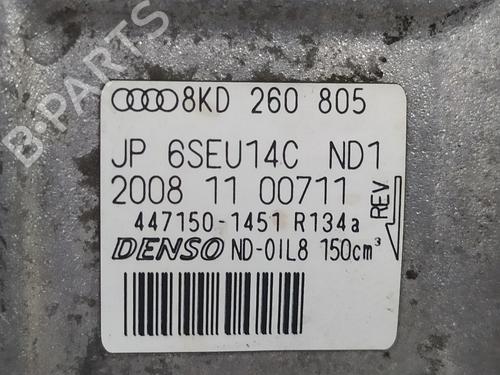 B-PARTS
8KD 260 805
JP 6SEU14C ND1
2008 11 00711
REV
447150-1451 R134a
DENSO ND-OIL8 150cm³